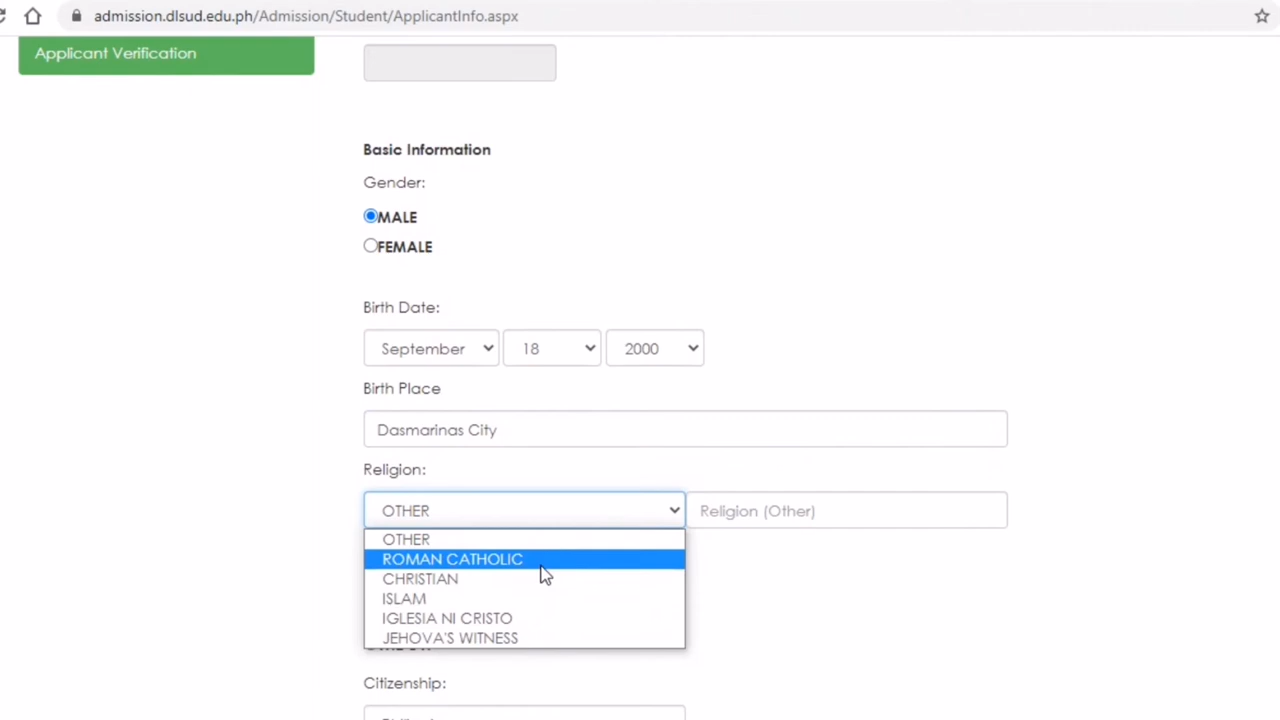 admission.dlsud.edu.ph/Admission/Student/ApplicantInfo.aspx
Applicant Verification
Basic Information
Gender:
MALE
FEMALE
Birth Date:
September 18 2000
Birth Place
Dasmarinas City
Religion:
OTHER Religion (Other)
OTHER
ROMAN CATHOLIC
CHRISTIAN
ISLAM
IGLESIA NI CRISTO
JEHOVA'S WITNESS
Citizenship: